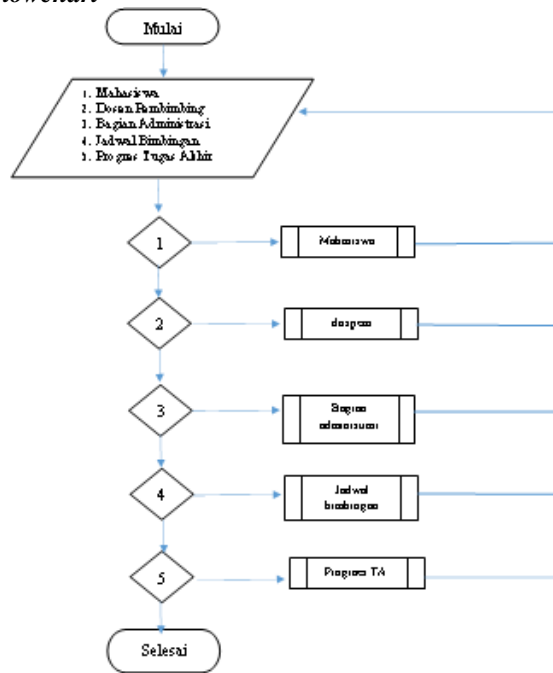 Mulai
1. Mahasiswa
2. Dosen Pembimbing
3. Bagian Administrasi
4. Jadwal Bimbingan
5. Progres Tugas Akhir
1
Mahasiswa
2
3
Bagian
administrasi
4
Jadwal
bimbingan
5
Progress TA
Selesai